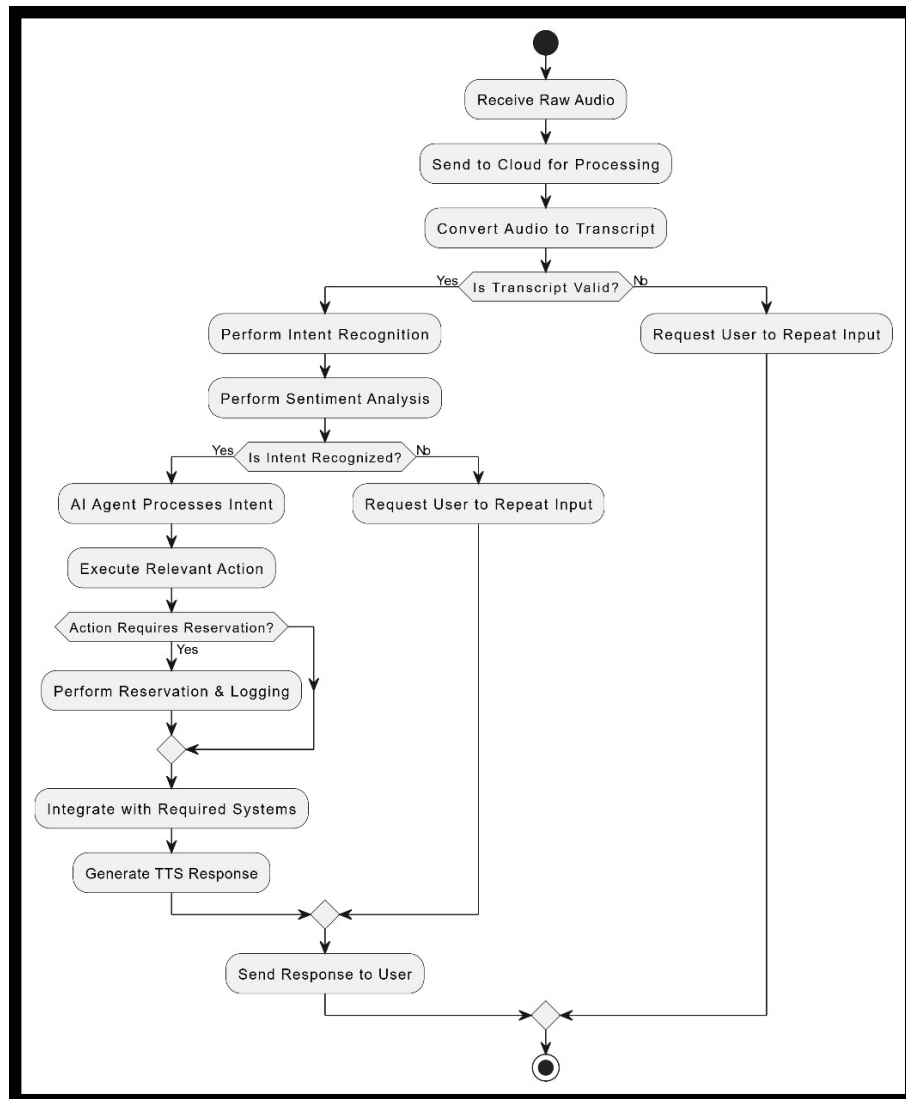 Receive Raw Audio
Send to Cloud for Processing
Convert Audio to Transcript
Yes
Is Transcript Valid?
No
Perform Intent Recognition
Request User to Repeat Input
Perform Sentiment Analysis
Yes
Is Intent Recognized?
No
AI Agent Processes Intent
Request User to Repeat Input
Execute Relevant Action
Action Requires Reservation?
Yes
Perform Reservation & Logging
Integrate with Required Systems
Generate TTS Response
Send Response to User